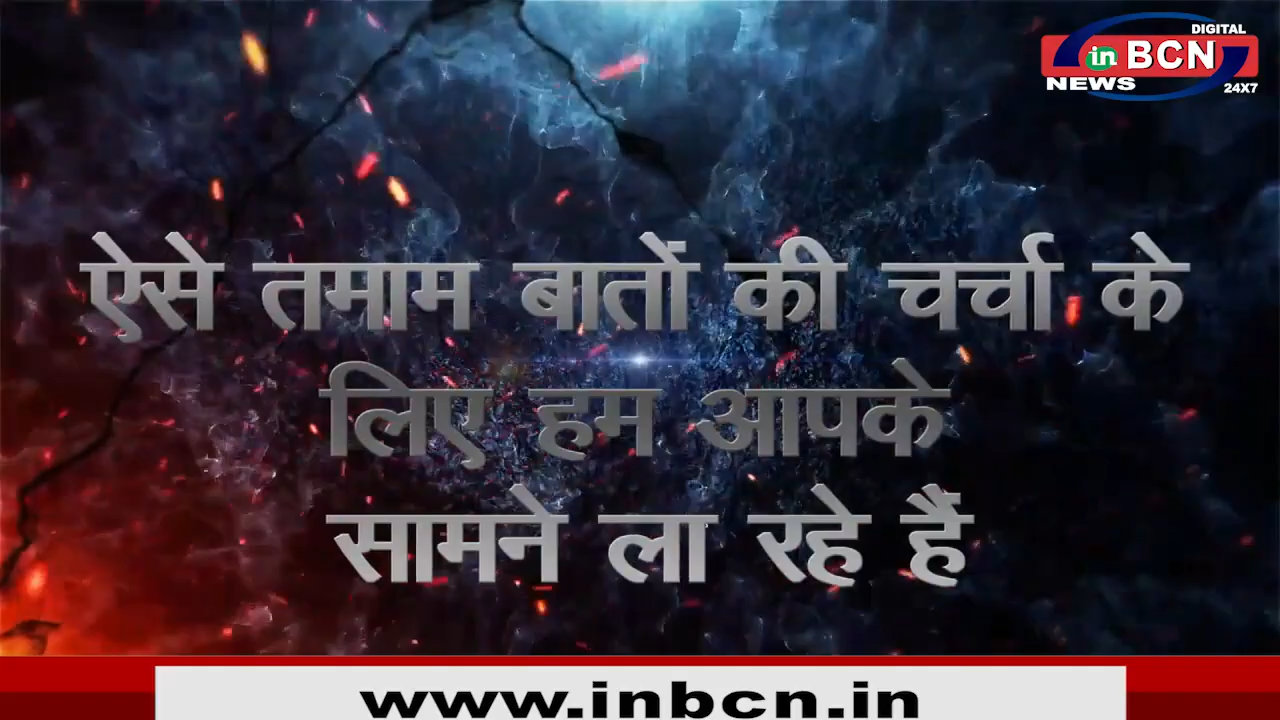 DIGITAL
in BCN
NEWS
24X7
ऐसे तमाम बातों की चर्चा के
लिए हम आपके
सामने ला रहे हैं
www.inbcn.in